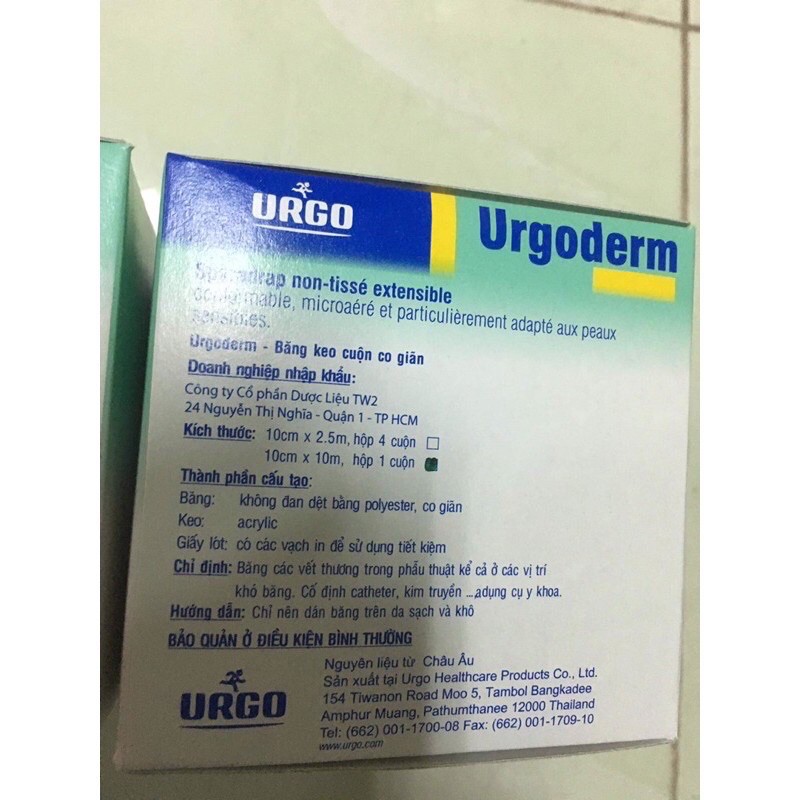 URGO
Urgoderm
Sparadrap non-tissé extensible
conformable, microaéré et particulièrement adapté aux peaux
sensibles.
Urgoderm - Băng keo cuộn co giãn
Doanh nghiệp nhập khẩu:
Công ty Cổ phần Dược Liệu TW2
24 Nguyễn Thị Nghĩa - Quận 1 - TP HCM
Kích thước: 10cm x 2.5m, hộp 4 cuộn
10cm x 10m, hộp 1 cuộn
Thành phần cấu tạo:
Băng: không đan dệt bằng polyester, co giãn
Keo: acrylic
Giấy lót: có các vạch in để sử dụng tiết kiệm
Chỉ định: Băng các vết thương trong phẫu thuật kể cả ở các vị trí
khó băng. Cố định catheter, kim truyền ...,dụng cụ y khoa.
Hướng dẫn: Chỉ nên dán băng trên da sạch và khô
BẢO QUẢN Ở ĐIỀU KIỆN BÌNH THƯỜNG
URGO
Nguyên liệu từ Châu Âu
Sản xuất tại Urgo Healthcare Products Co., Ltd.
154 Tiwanon Road Moo 5, Tambol Bangkadee
Amphur Muang, Pathumthanee 12000 Thailand
Tel: (662) 001-1700-08 Fax: (662) 001-1709-10
www.urgo.com